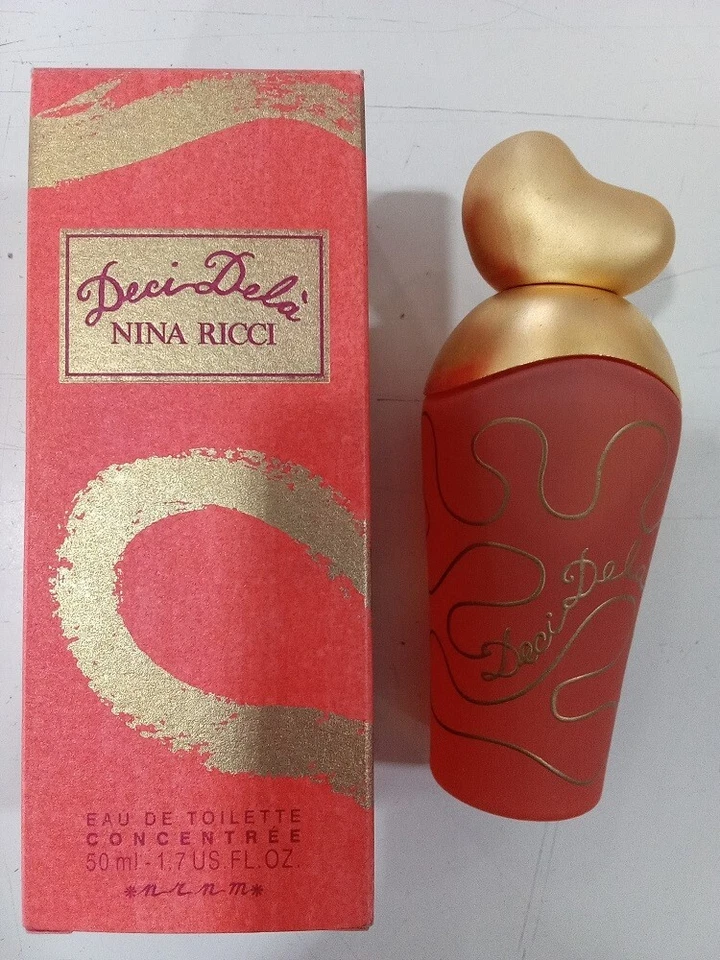 Deci Delà
NINA RICCI
EAU DE TOILETTE
CONCENTRÉE
50 ml - 1,7 US.FL.OZ.
*n r n m*
Deci Delà